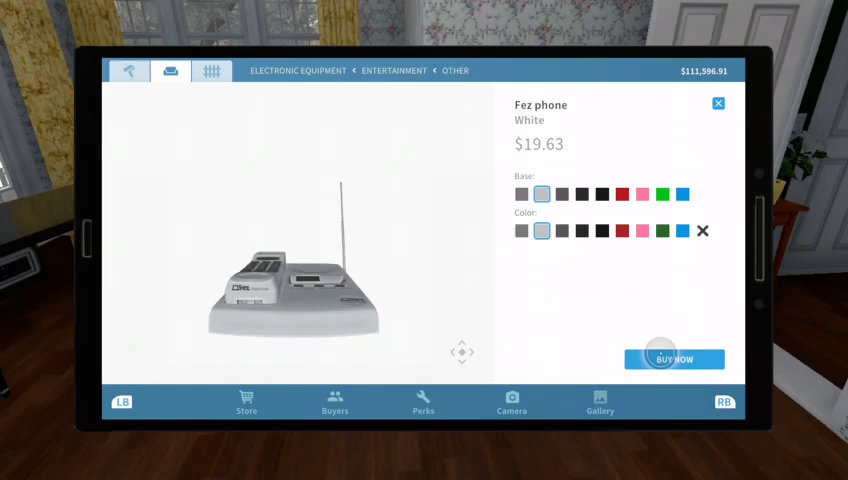 ELECTRONIC EQUIPMENT < ENTERTAINMENT < OTHER
$111,596.91
Fez phone
White
$19.63
Base:
Color:
BUY NOW
LB
Store
Buyers
Perks
Camera
Gallery
RB